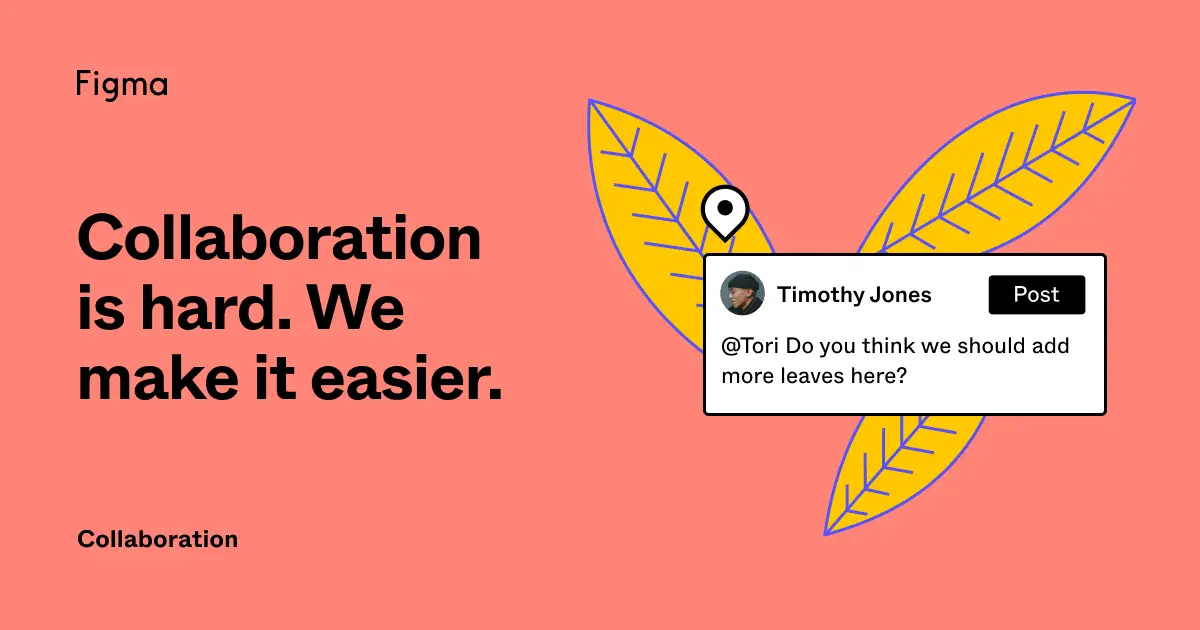 Figma
Collaboration
is hard. We
make it easier.
Collaboration
Timothy Jones
Post
@Tori Do you think we should add
more leaves here?